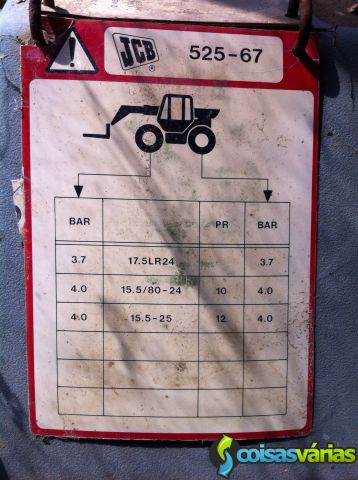 JCB ® 525-67
BAR PR BAR
3.7 17.5LR24 3.7
4.0 15.5/80-24 10 4.0
4.0 15.5-25 12 4.0
coisasvárias